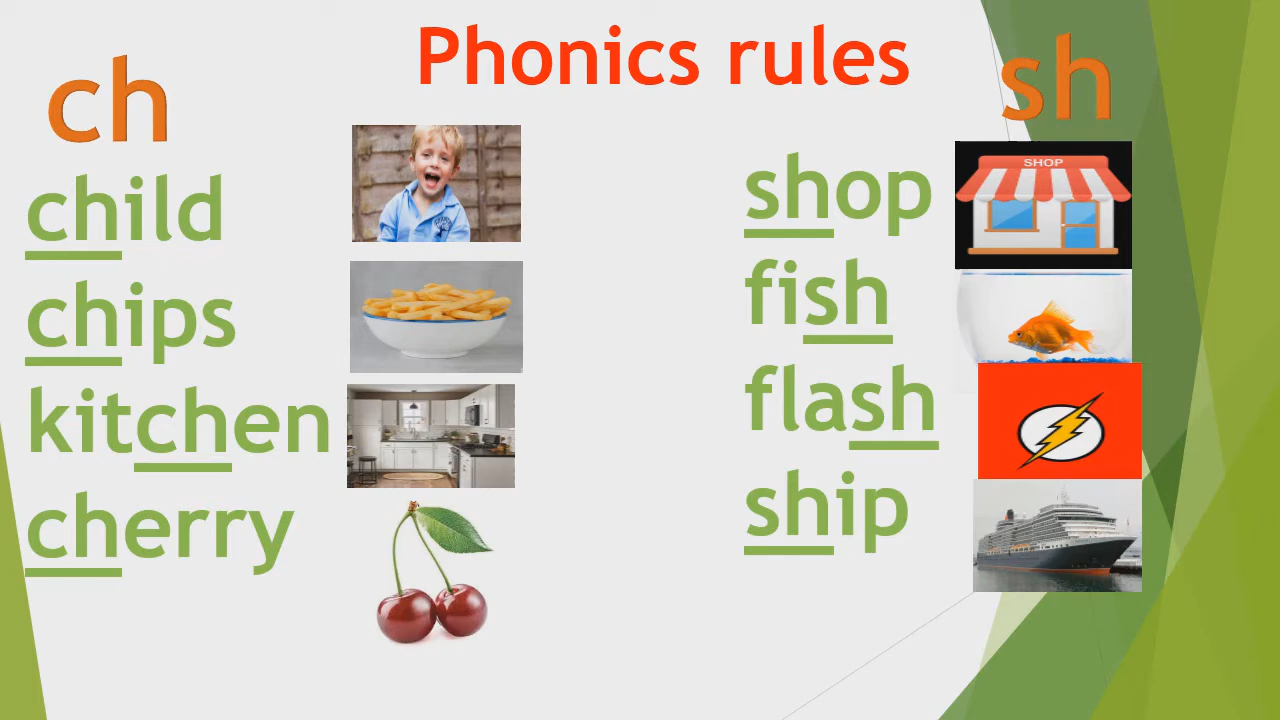 Phonics rules
ch
child
chips
kitchen
cherry
sh
shop
fish
flash
ship
SHOP